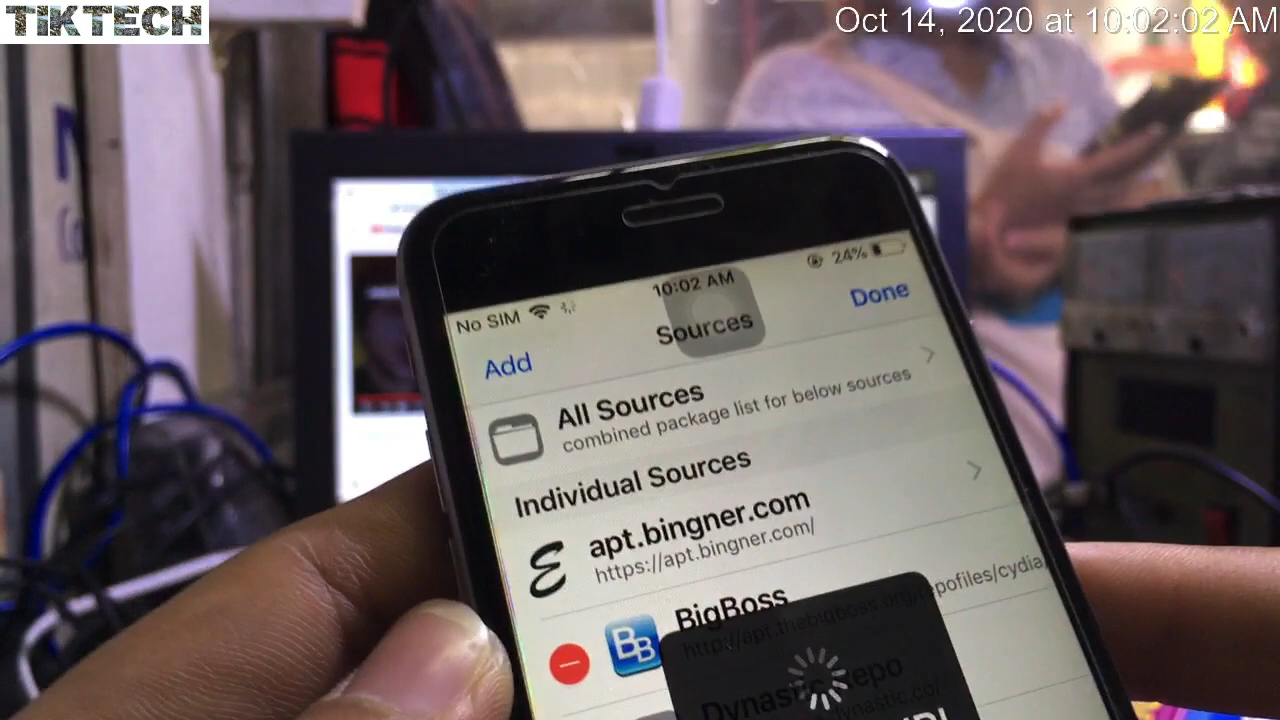 TIKTECH
Oct 14, 2020 at 10:02:02 AM
No SIM
10:02 AM
24%
Add
Sources
Done
All Sources
combined package list for below sources
Individual Sources
apt.bingner.com
https://apt.bingner.com/
BigBoss
http://apt.thebigboss.org/repofiles/cydia/
Dynastic Repo
dynastic.co/